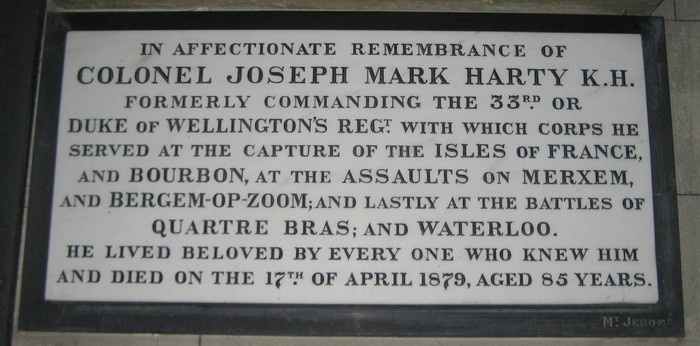 IN AFFECTIONATE REMEMBRANCE OF
COLONEL JOSEPH MARK HARTY K.H.
FORMERLY COMMANDING THE 33RD OR
DUKE OF WELLINGTON'S REGT. WITH WHICH CORPS HE
SERVED AT THE CAPTURE OF THE ISLES OF FRANCE,
AND BOURBON, AT THE ASSAULTS ON MERXEM,
AND BERGEM-OP-ZOOM; AND LASTLY AT THE BATTLES OF
QUARTRE BRAS; AND WATERLOO.
HE LIVED BELOVED BY EVERY ONE WHO KNEW HIM
AND DIED ON THE 17TH OF APRIL 1879, AGED 85 YEARS.
Mt JEROME